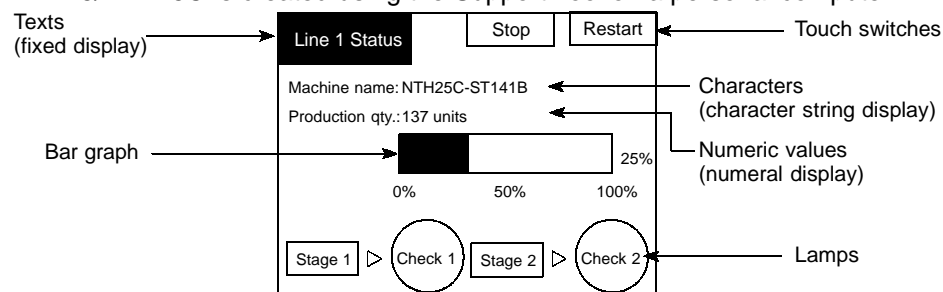 Texts
(fixed display)
Line 1 Status
Stop
Restart
Touch switches
Machine name: NTH25C-ST141B
Characters
(character string display)
Production qty.:137 units
Bar graph
25%
Numeric values
(numeral display)
0%
50%
100%
Stage 1
Check 1
Stage 2
Check 2
Lamps